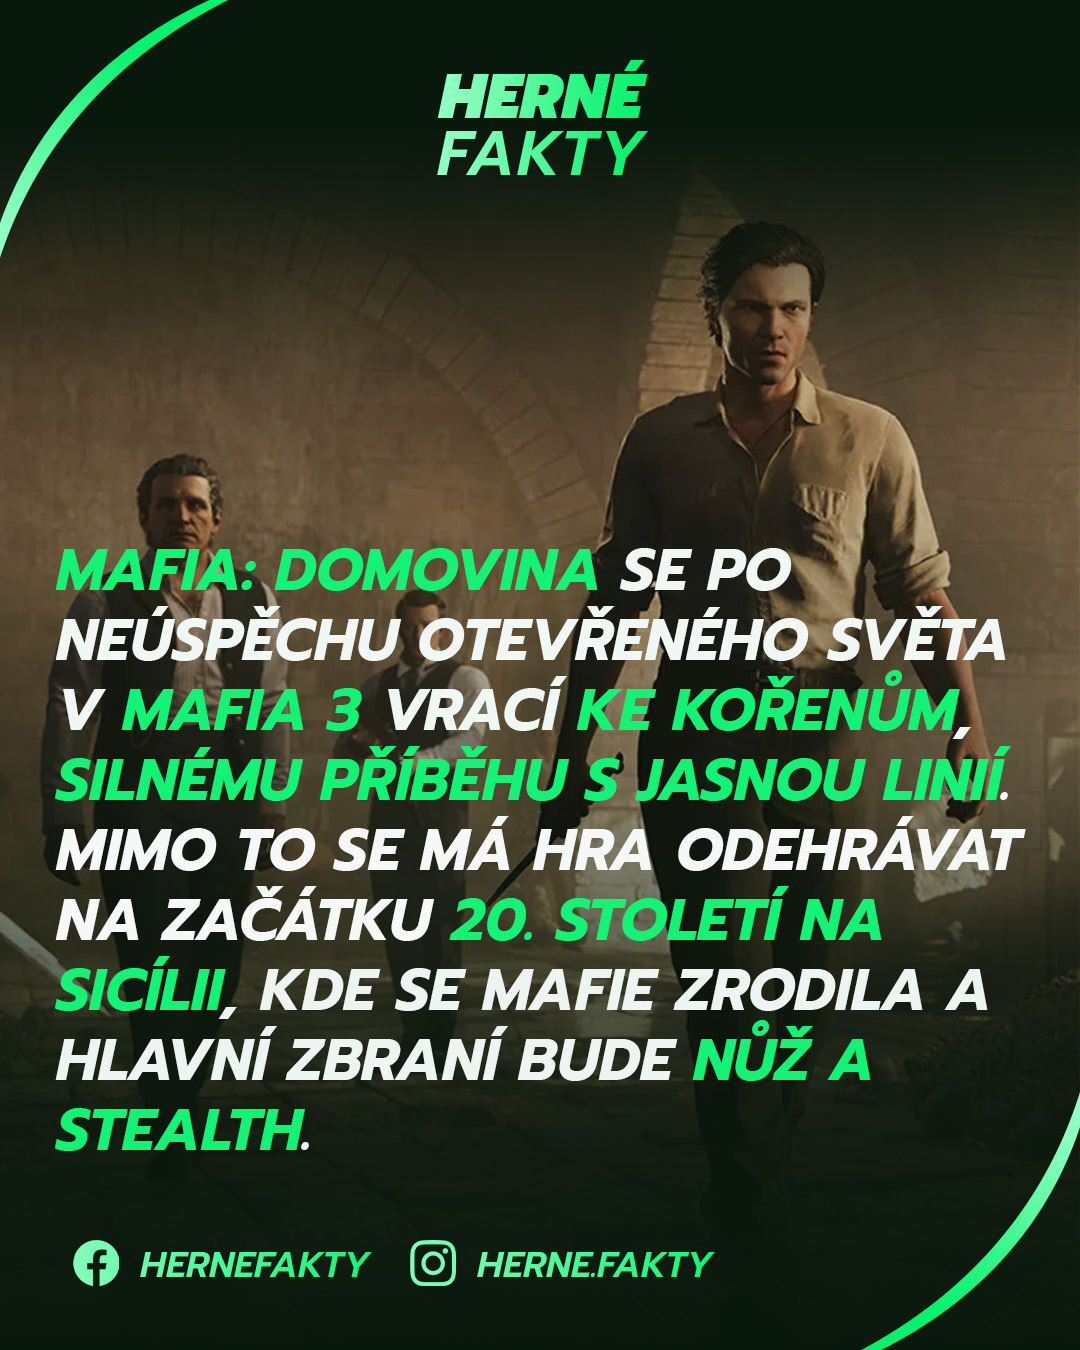 HERNÉ
FAKTY
MAFIA: DOMOVINA SE PO
NEÚSPĚCHU OTEVŘENÉHO SVĚTA
V MAFIA 3 VRACÍ KE KOŘENŮM,
SILNÉMU PŘÍBĚHU S JASNOU LINIÍ.
MIMO TO SE MÁ HRA ODEHRÁVAT
NA ZAČÁTKU 20. STOLETÍ NA
SICÍLII, KDE SE MAFIE ZRODILA A
HLAVNÍ ZBRANÍ BUDE NŮŽ A
STEALTH.
HERNEFAKTY HERNE.FAKTY